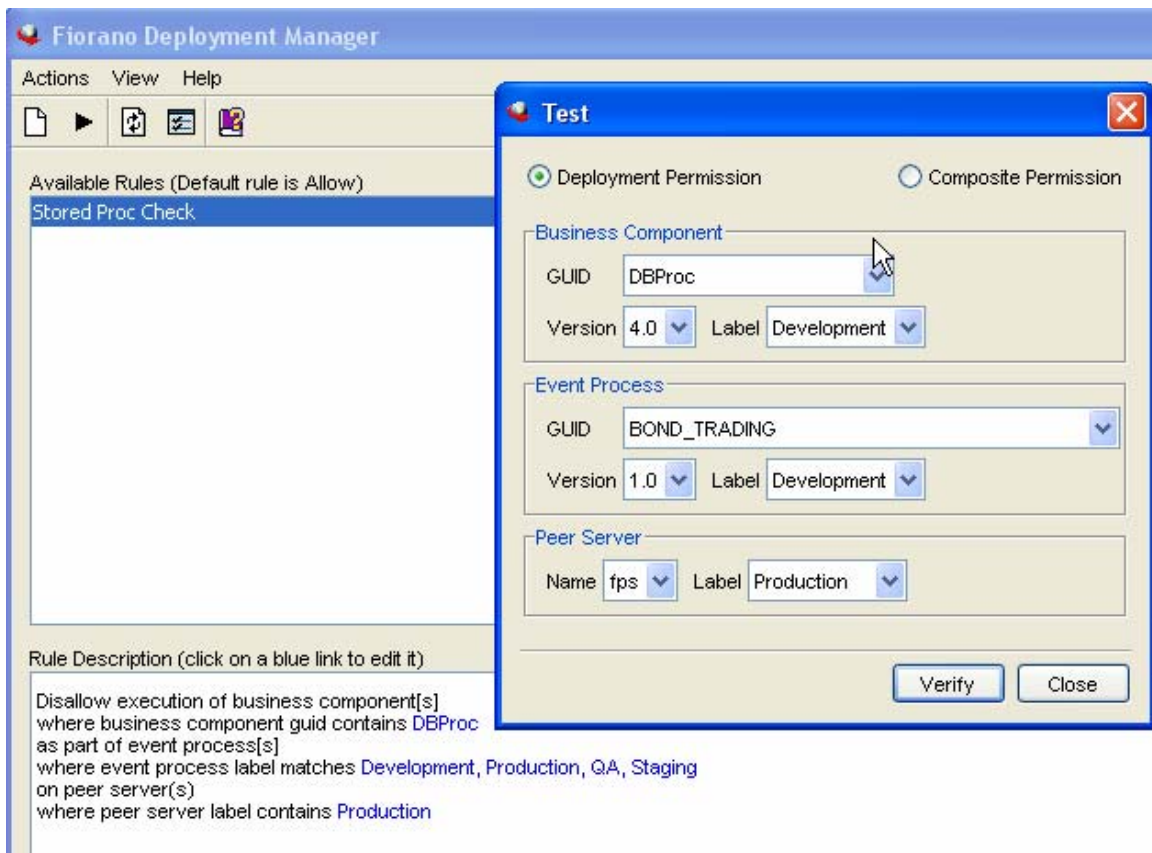 Fiorano Deployment Manager
Actions View Help
Available Rules (Default rule is Allow)
Stored Proc Check
Rule Description (click on a blue link to edit it)
Disallow execution of business component[s]
where business component guid contains DBProc
as part of event process[s]
where event process label matches Development, Production, QA, Staging
on peer server(s)
where peer server label contains Production
Test
Deployment Permission Composite Permission
Business Component
GUID DBProc
Version 4.0 Label Development
Event Process
GUID BOND_TRADING
Version 1.0 Label Development
Peer Server
Name fps Label Production
Verify Close